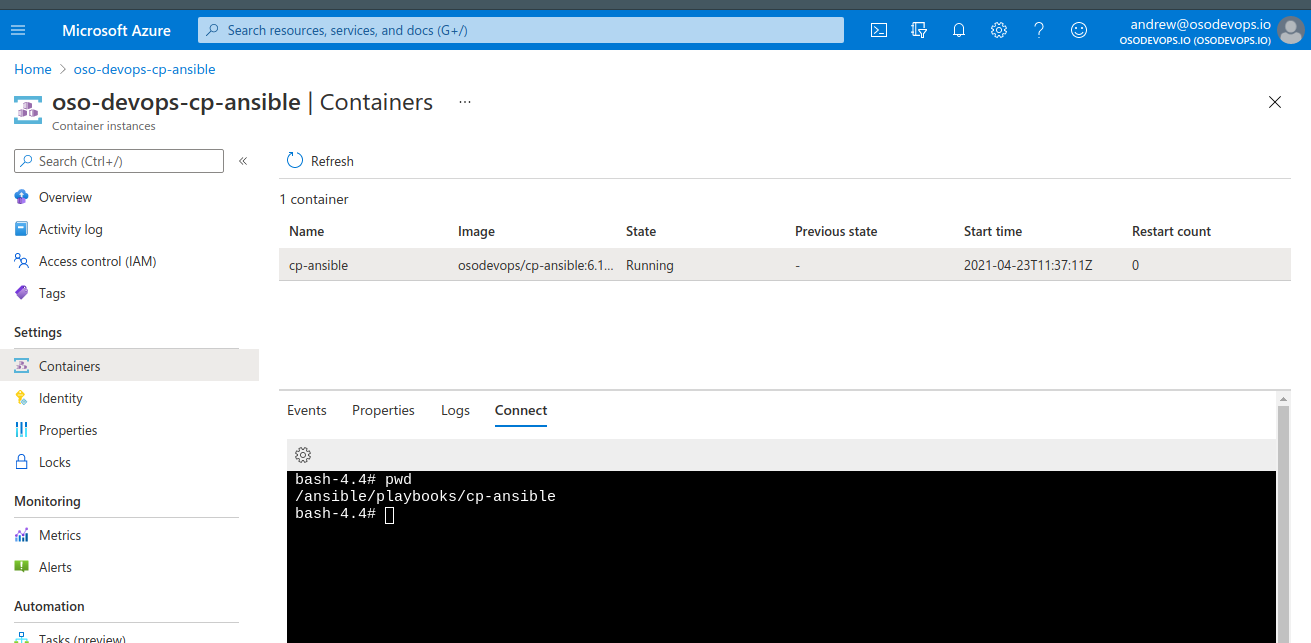 Microsoft Azure
Search resources, services, and docs (G+/)
andrew@osodevops.io
OSODEVOPS.IO (OSODEVOPS.IO)
Home > oso-devops-cp-ansible
oso-devops-cp-ansible | Containers ...
Container instances
Search (Ctrl+/)
«
Overview
Activity log
Access control (IAM)
Tags
Settings
Containers
Identity
Properties
Locks
Monitoring
Metrics
Alerts
Automation
Tasks (preview)
Refresh
1 container
Name Image State Previous state Start time Restart count
cp-ansible osodevops/cp-ansible:6.1... Running - 2021-04-23T11:37:11Z 0
Events Properties Logs Connect
bash-4.4# pwd
/ansible/playbooks/cp-ansible
bash-4.4#